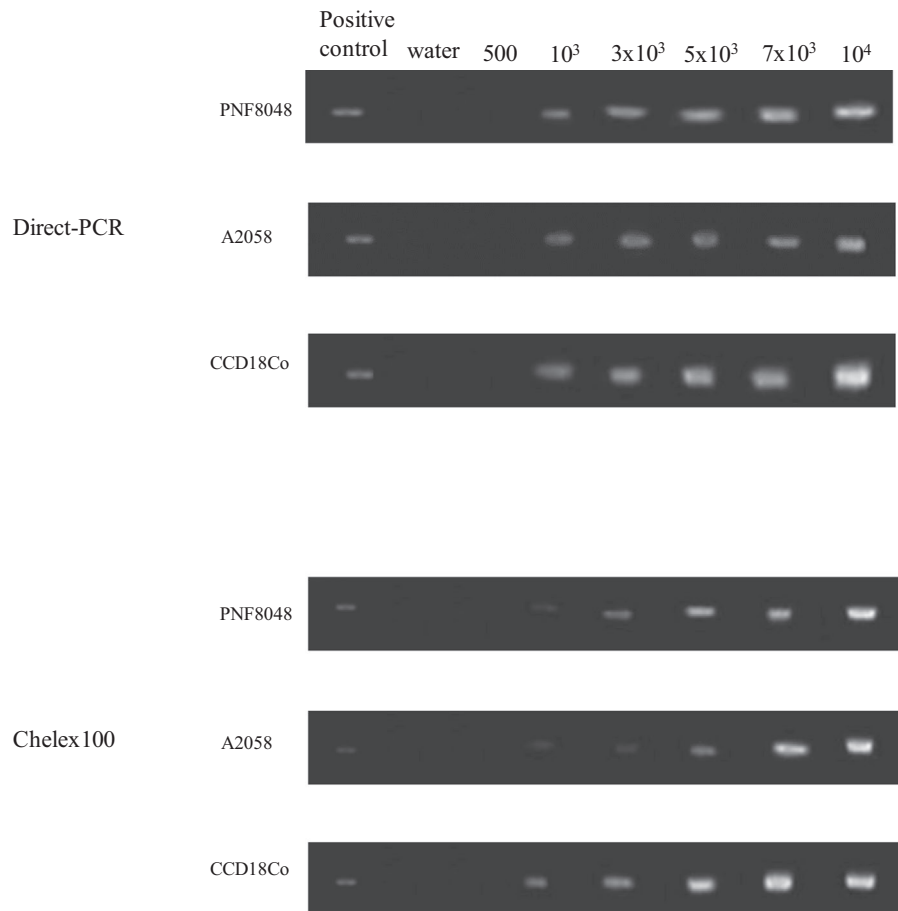 Positive
control water 500 10³ 3x10³ 5x10³ 7x10³ 10⁴
PNF8048
Direct-PCR A2058
CCD18Co
PNF8048
Chelex100 A2058
CCD18Co